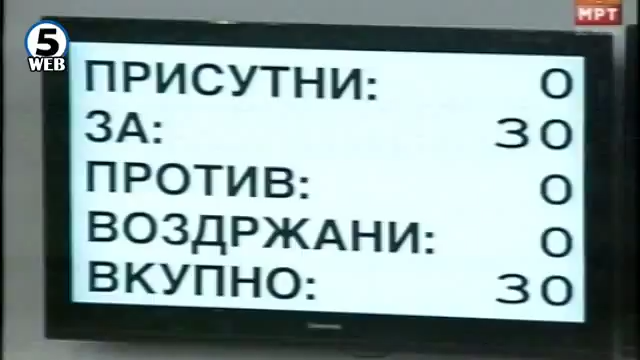 5
WEB
МРТ
ПРИСУТНИ: 0
ЗА: 30
ПРОТИВ: 0
ВОЗДРЖАНИ: 0
ВКУПНО: 30